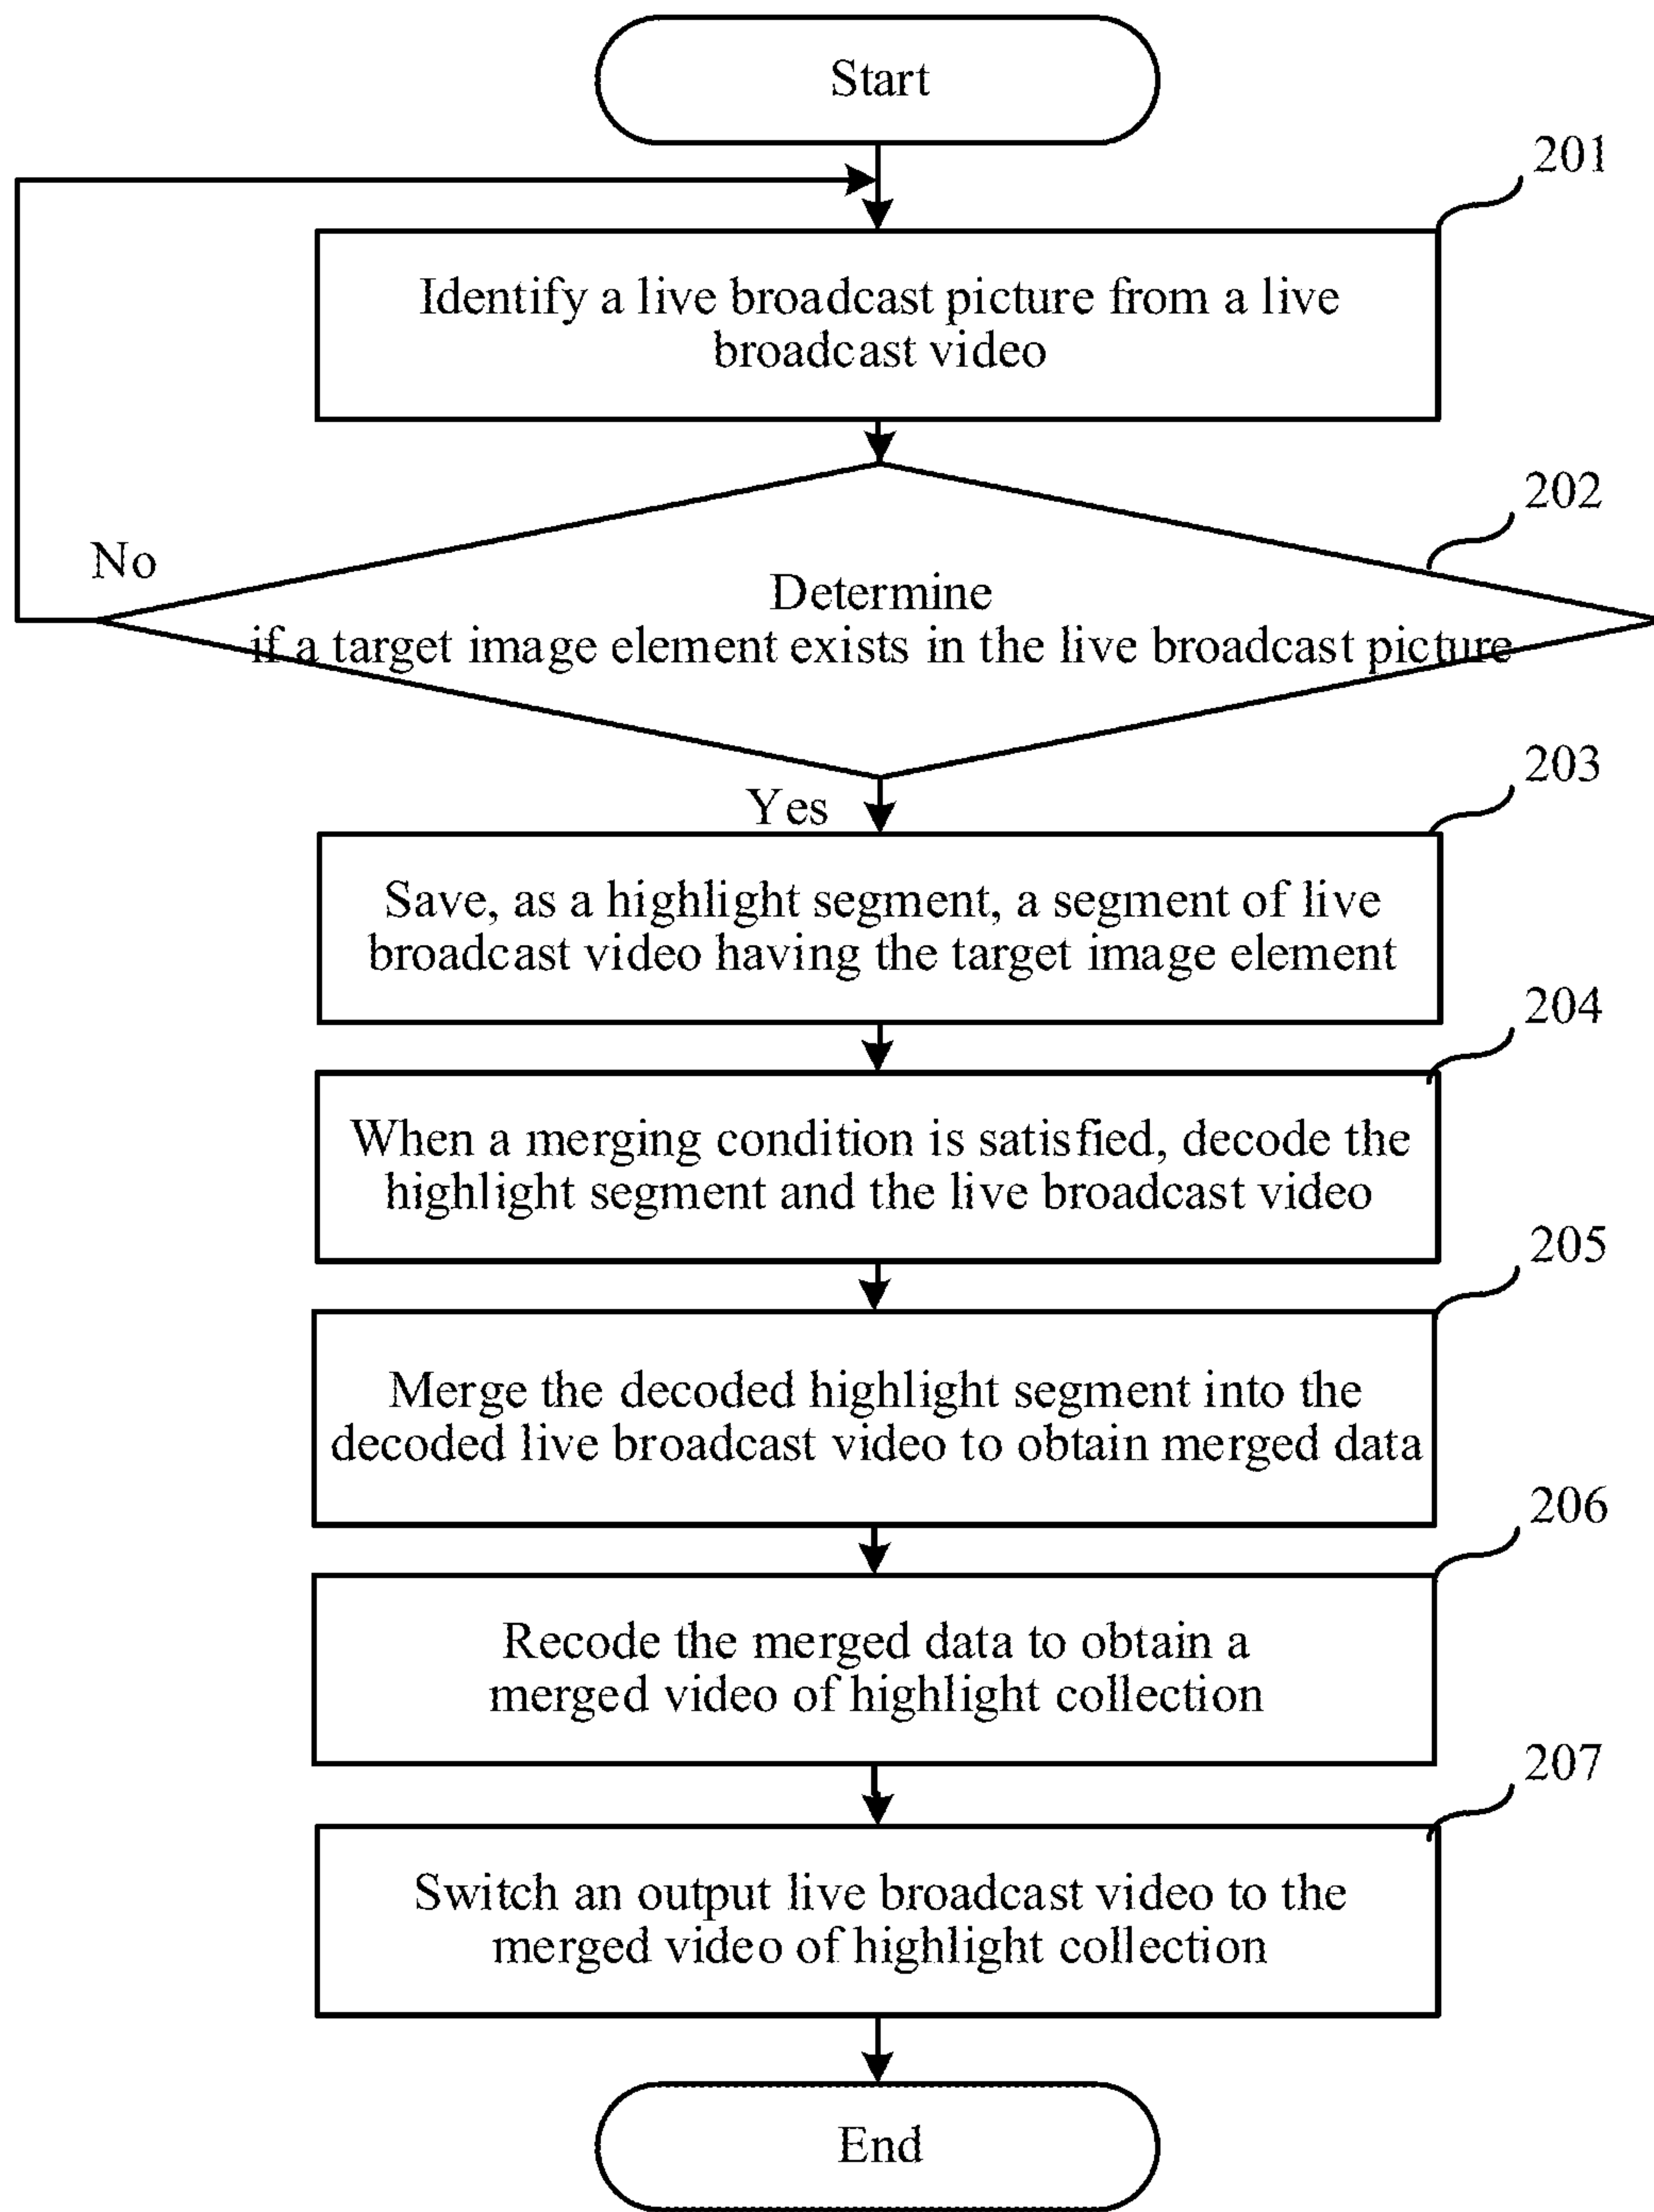 Start
201
Identify a live broadcast picture from a live
broadcast video
202
No
Determine
if a target image element exists in the live broadcast picture
203
Yes
Save, as a highlight segment, a segment of live
broadcast video having the target image element
204
When a merging condition is satisfied, decode the
highlight segment and the live broadcast video
205
Merge the decoded highlight segment into the
decoded live broadcast video to obtain merged data
206
Recode the merged data to obtain a
merged video of highlight collection
207
Switch an output live broadcast video to the
merged video of highlight collection
End